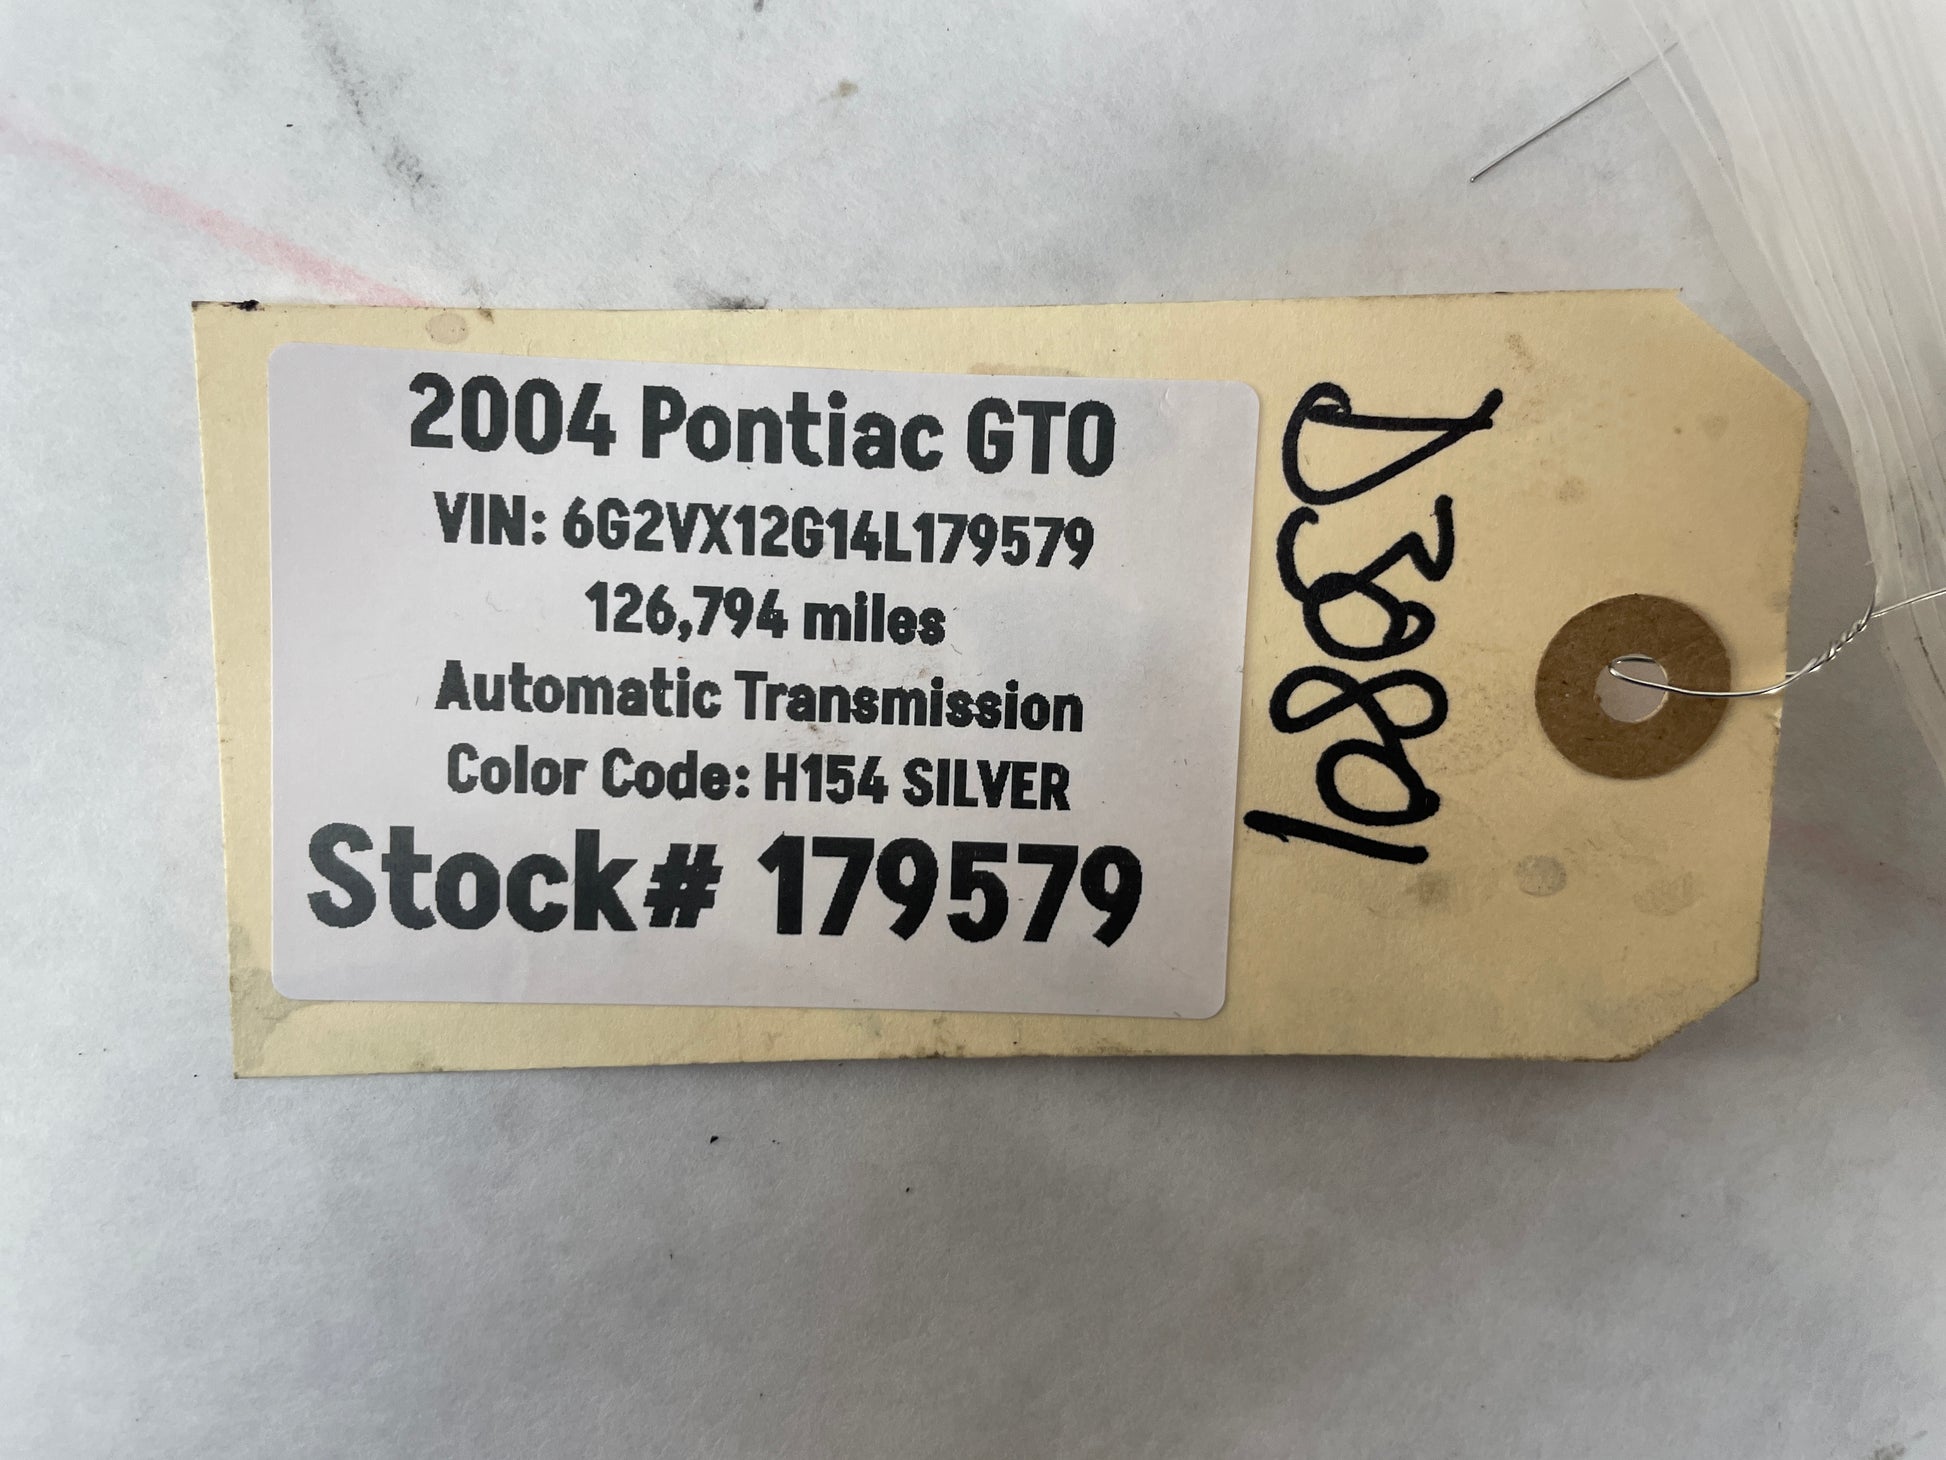 2004 Pontiac GTO
VIN: 6G2VX12G14L179579
126,794 miles
Automatic Transmission
Color Code: H154 SILVER
Stock# 179579